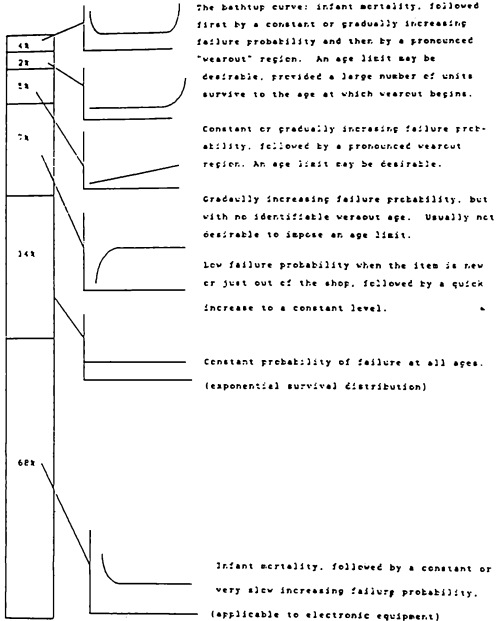 The bathtup curve: infant mortality, followed
first by a constant or gradually increasing
failure probability and then by a pronounced
"wearout" region. An age limit may be
desirable, provided a large number of units
survive to the age at which wearout begins.
4%
2%
5%
Constant or gradually incrasing failure prob-
ability, followed by a pronounced wearout
region. An age limit may be desirable.
7%
Gradaully increasing failure probability, but
with no identifiable weraout age. Usually not
desirable to impose an age limit.
14%
Low failure probability when the item is new
or just out of the shop, followed by a quick
increase to a constant level.
Constant probability of failure at all ages.
(exponential survival distribution)
68%
Infant mortality, followed by a constant or
very slow increasing failure probability.
(applicable to electronic equipment)